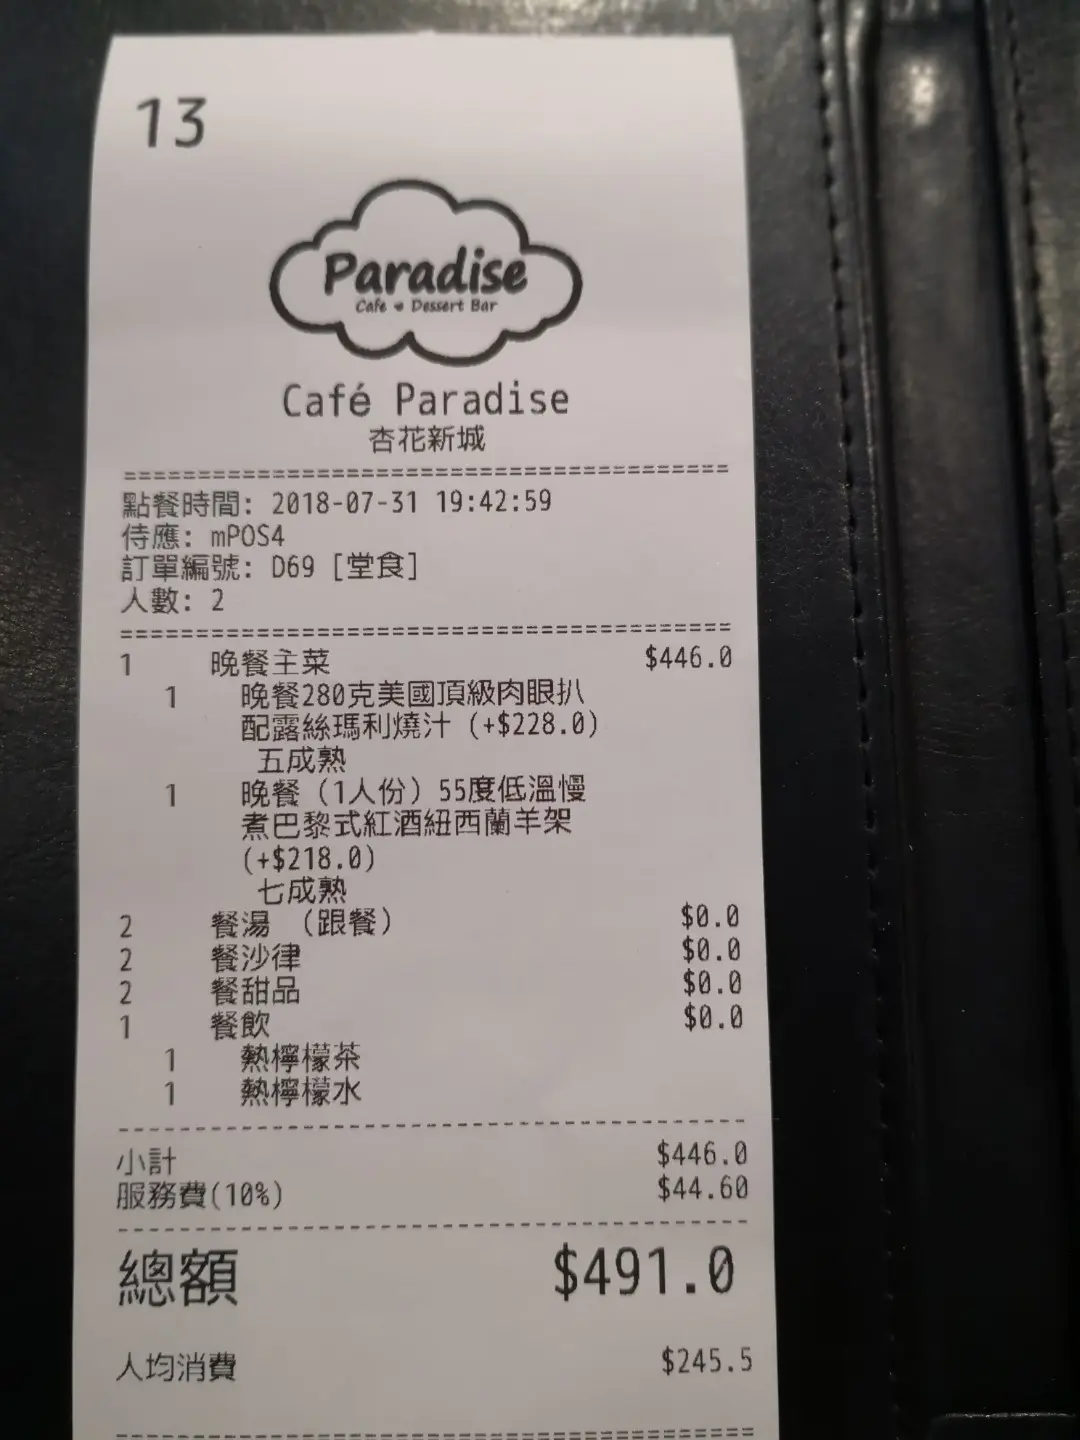 13
Paradise
Cafe Dessert Bar
Café Paradise
杏花新城
========================================
點餐時間: 2018-07-31 19:42:59
侍應: mPOS4
訂單編號: D69 [堂食]
人數: 2
========================================
1 晚餐主菜 $446.0
1 晚餐280克美國頂級肉眼扒
配露絲瑪利燒汁 (+$228.0)
五成熟
1 晚餐（1人份）55度低溫慢
煮巴黎式紅酒紐西蘭羊架
(+$218.0)
七成熟
2 餐湯 （跟餐） $0.0
2 餐沙律 $0.0
2 餐甜品 $0.0
1 餐飲 $0.0
1 熱檸檬茶
1 熱檸檬水
----------------------------------------
小計 $446.0
服務費(10%) $44.60
----------------------------------------
總額 $491.0
人均消費 $245.5
========================================